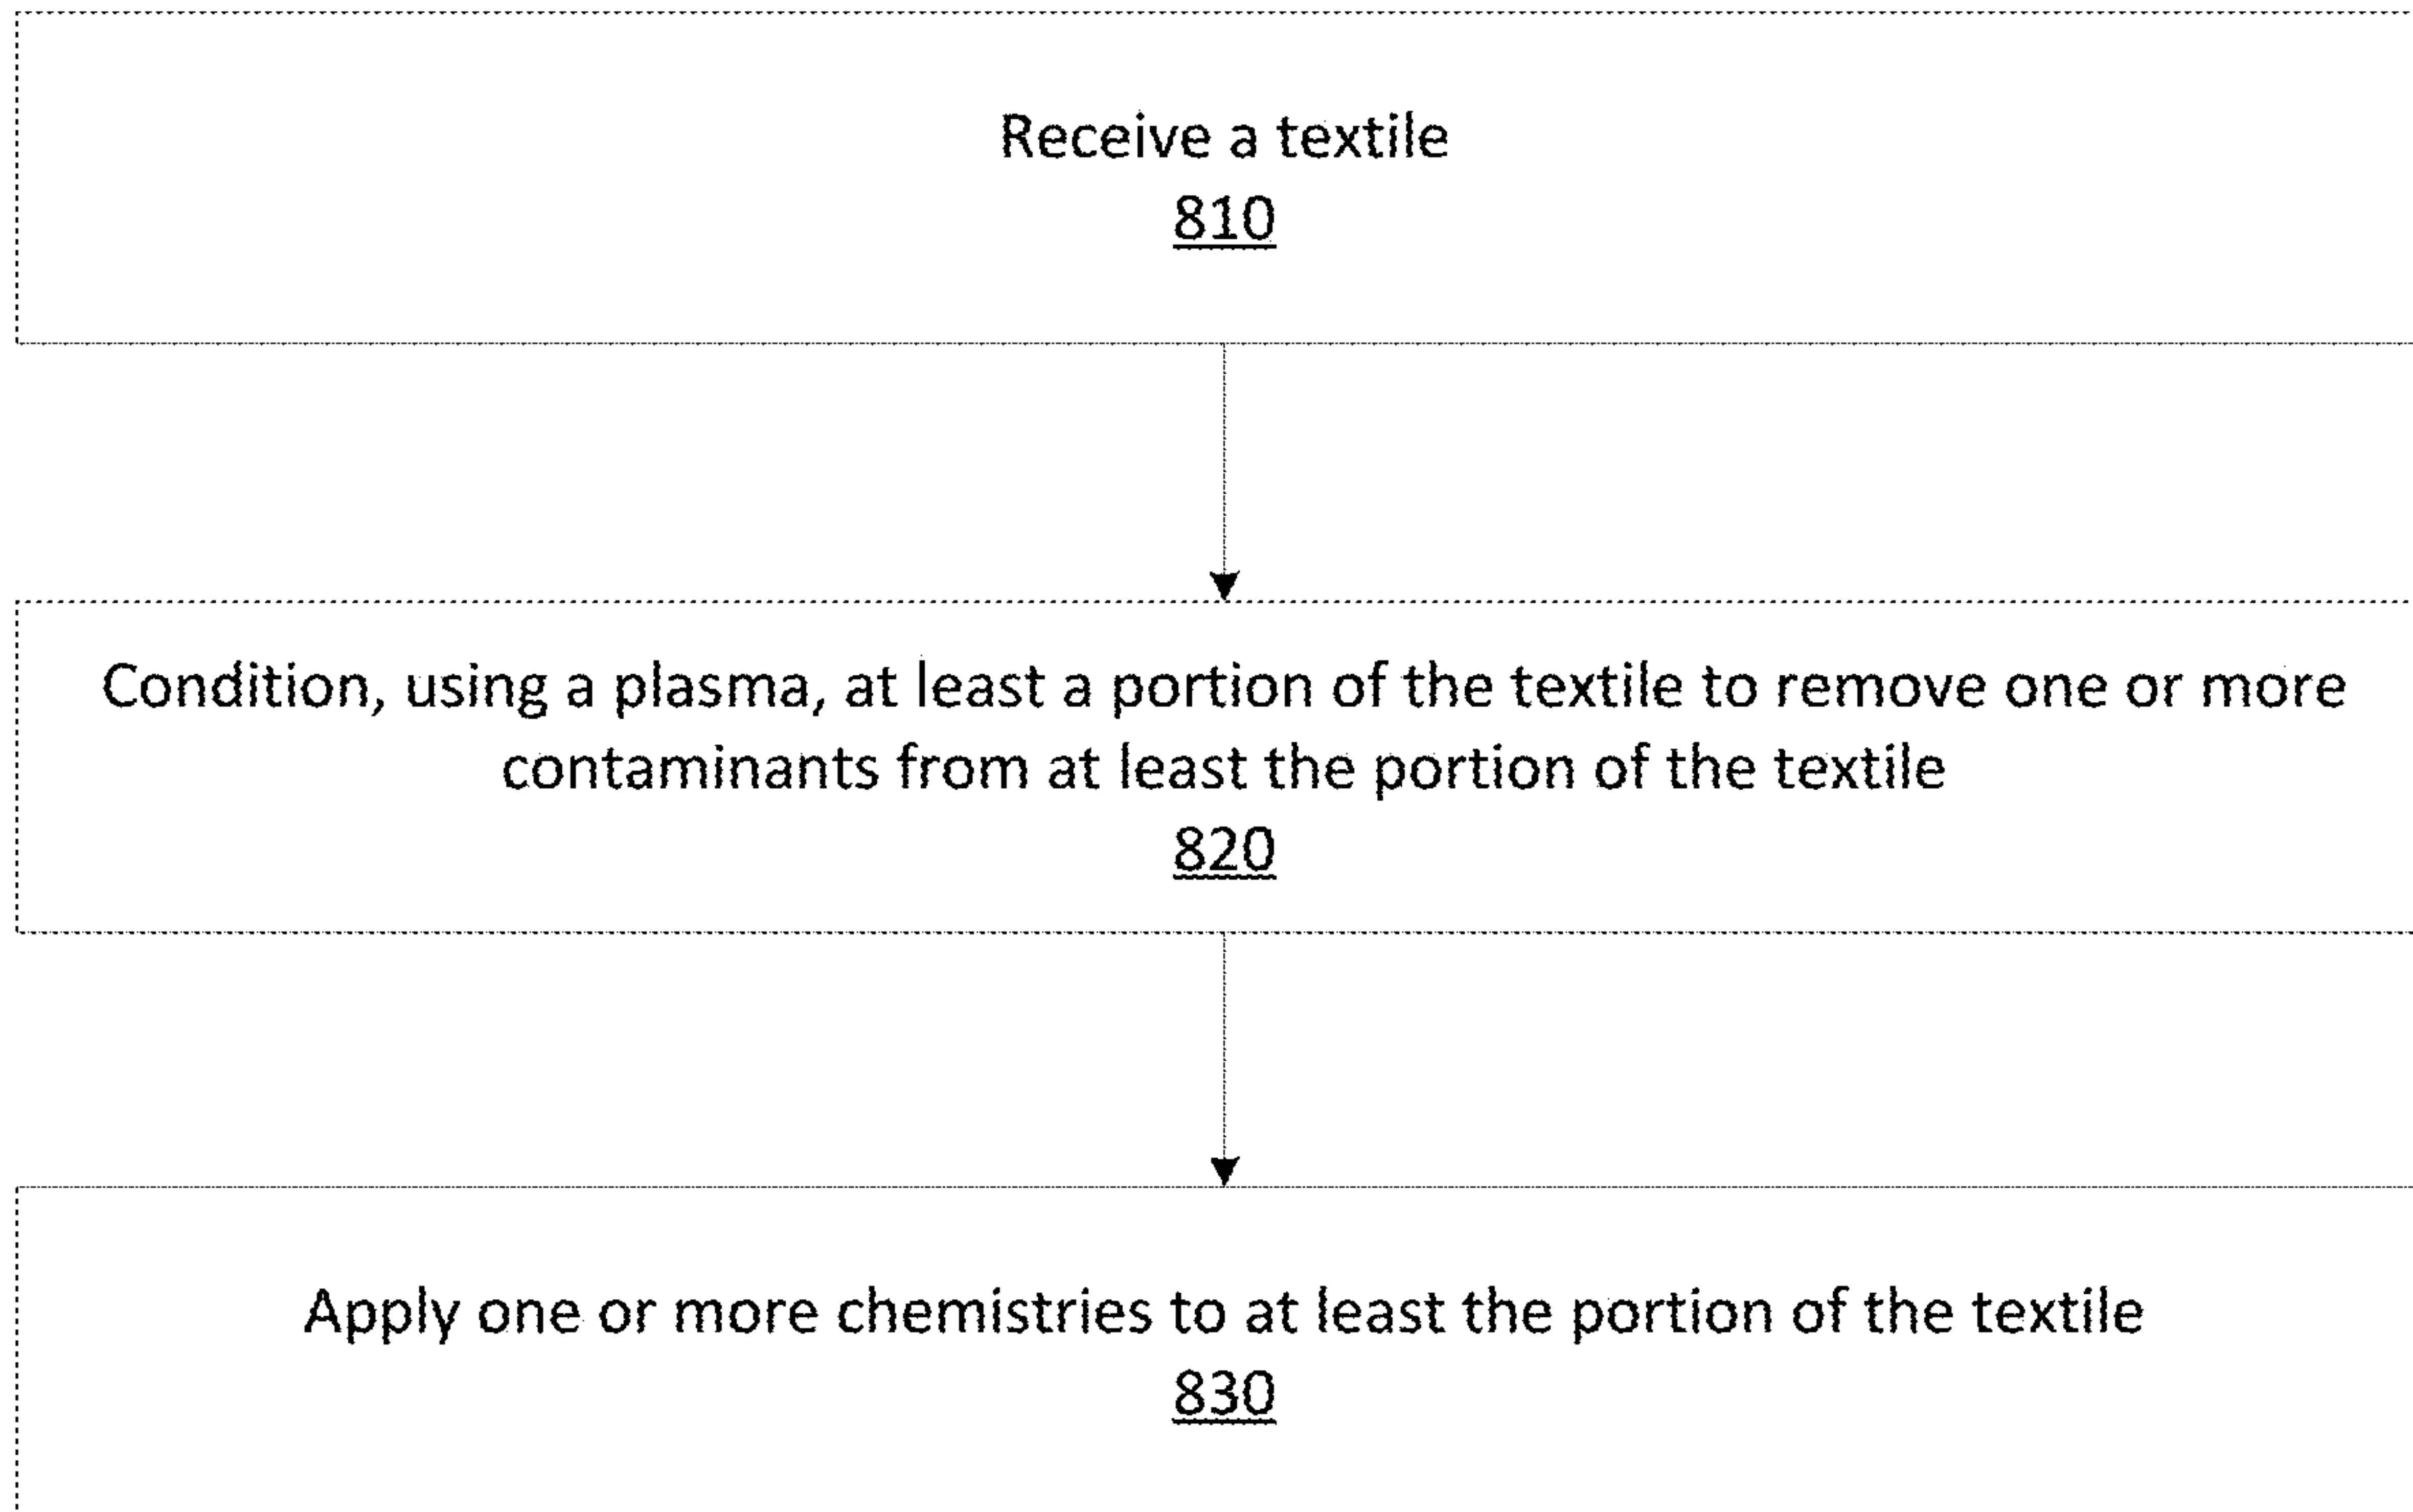 Receive a textile
810
Condition, using a plasma, at least a portion of the textile to remove one or more
contaminants from at least the portion of the textile
820
Apply one or more chemistries to at least the portion of the textile
830